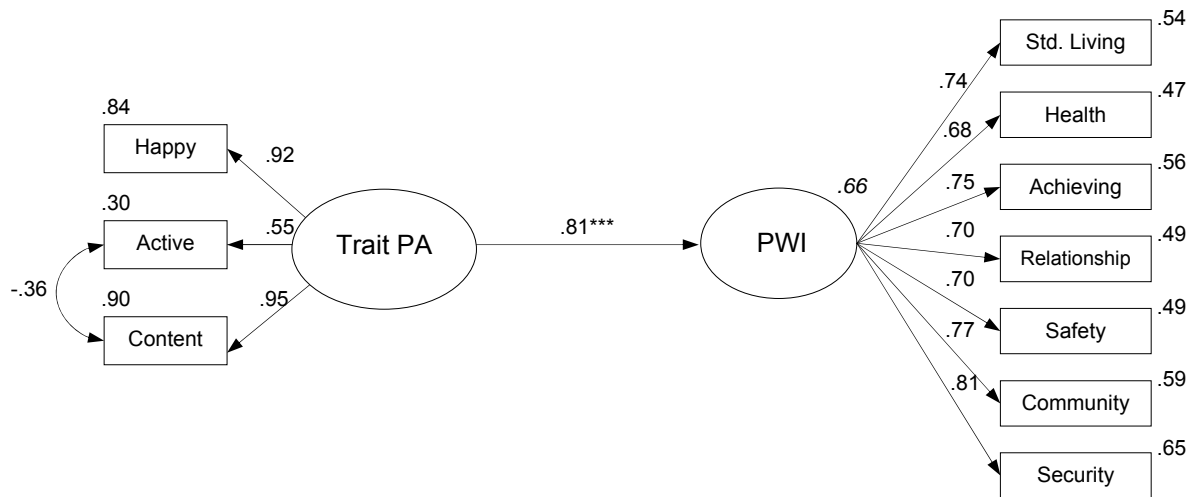 .84
Happy
.92
.30
Active
.55
-.36
.90
Content
.95
Trait PA
.81***
PWI
.66
.74
.68
.75
.70
.70
.77
.81
Std. Living
.54
Health
.47
Achieving
.56
Relationship
.49
Safety
.49
Community
.59
Security
.65